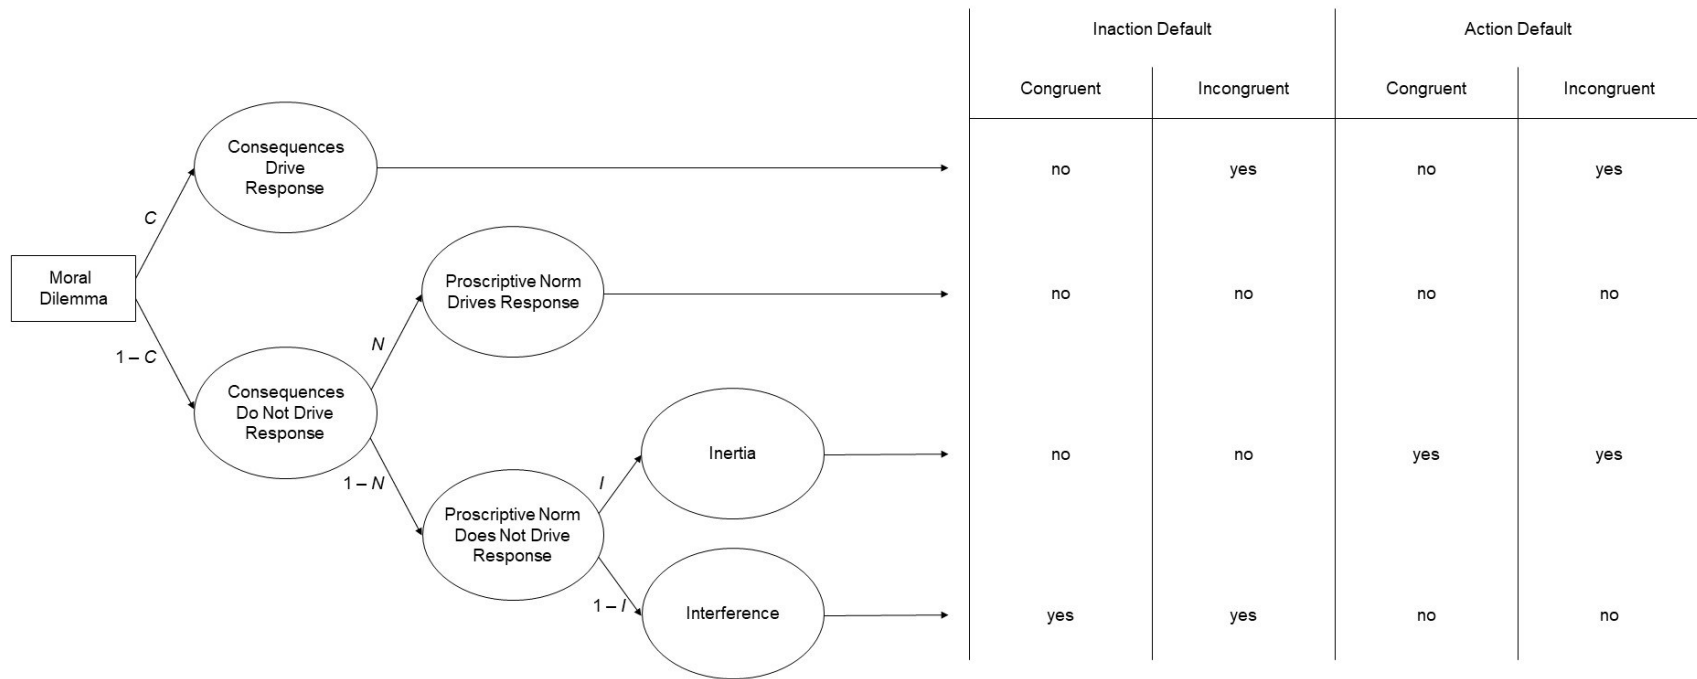 Inaction Default
Action Default
Congruent
Incongruent
Congruent
Incongruent
Consequences
Drive
Response
no
yes
no
yes
C
Moral
Dilemma
Proscriptive Norm
Drives Response
no
no
no
no
1 – C
N
Consequences
Do Not Drive
Response
Inertia
no
no
yes
yes
1 – N
I
Proscriptive Norm
Does Not Drive
Response
1 – I
Interference
yes
yes
no
no